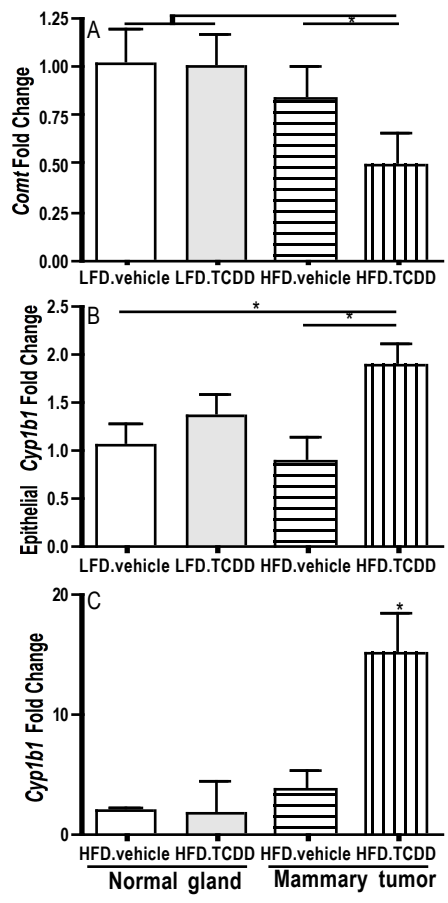 A
*
1.25
1.00
0.75
0.50
0.25
0.00
Comt Fold Change
LFD.vehicle LFD.TCDD HFD.vehicle HFD.TCDD
B
*
*
2.5
2.0
1.5
1.0
0.5
0.0
Epithelial Cyp1b1 Fold Change
LFD.vehicle LFD.TCDD HFD.vehicle HFD.TCDD
C
*
20
10
0
Cyp1b1 Fold Change
HFD.vehicle HFD.TCDD HFD.vehicle HFD.TCDD
Normal gland Mammary tumor